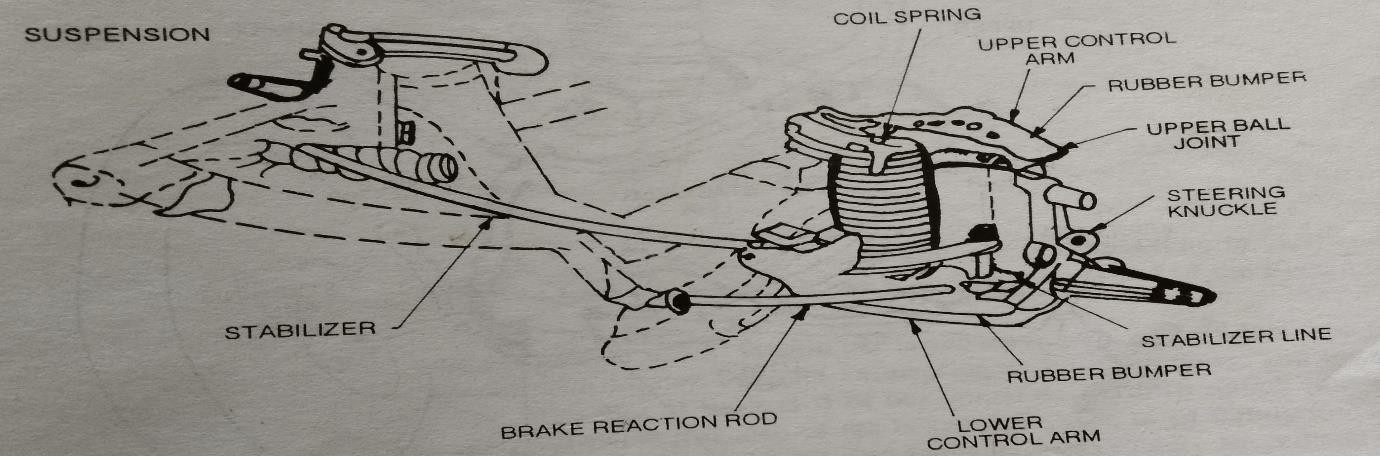 SUSPENSION
COIL SPRING
UPPER CONTROL
ARM
RUBBER BUMPER
UPPER BALL
JOINT
STEERING
KNUCKLE
STABILIZER
STABILIZER LINE
RUBBER BUMPER
BRAKE REACTION ROD
LOWER
CONTROL ARM